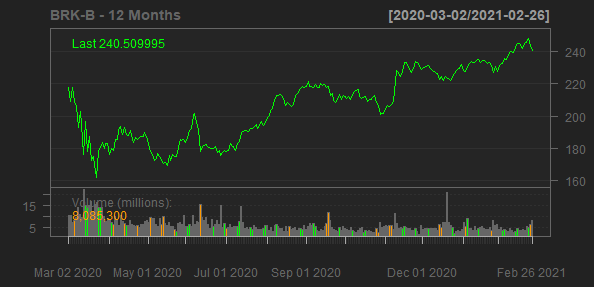 BRK-B - 12 Months [2020-03-02/2021-02-26]
Last 240.509995
240
220
200
180
160
Volume (millions):
8,085,300
15
10
5
Mar 02 2020 May 01 2020 Jul 01 2020 Sep 01 2020 Dec 01 2020 Feb 26 2021